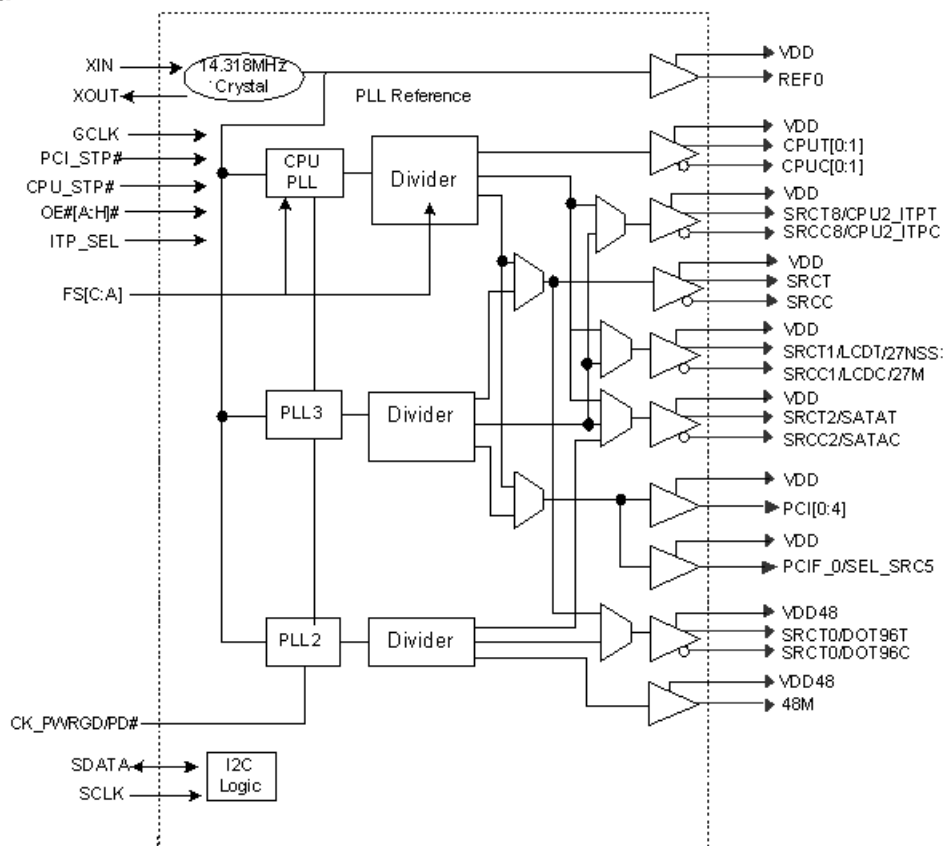 XIN
XOUT
14.318MHz
Crystal
PLL Reference
VDD
REF0
GCLK
PCI_STP#
CPU_STP#
OE#[A:H]#
ITP_SEL
FS[C:A]
CPU
PLL
Divider
VDD
CPUT[0:1]
CPUC[0:1]
VDD
SRCT8/CPU2_ITPT
SRCC8/CPU2_ITPC
VDD
SRCT
SRCC
VDD
SRCT1/LCDT/27NSS
SRCC1/LCDC/27M
PLL3
Divider
VDD
SRCT2/SATAT
SRCC2/SATAC
VDD
PCI[0:4]
VDD
PCIF_0/SEL_SRC5
PLL2
Divider
VDD48
SRCT0/DOT96T
SRCT0/DOT96C
VDD48
48M
CK_PWRGD/PD#
SDATA
SCLK
I2C
Logic